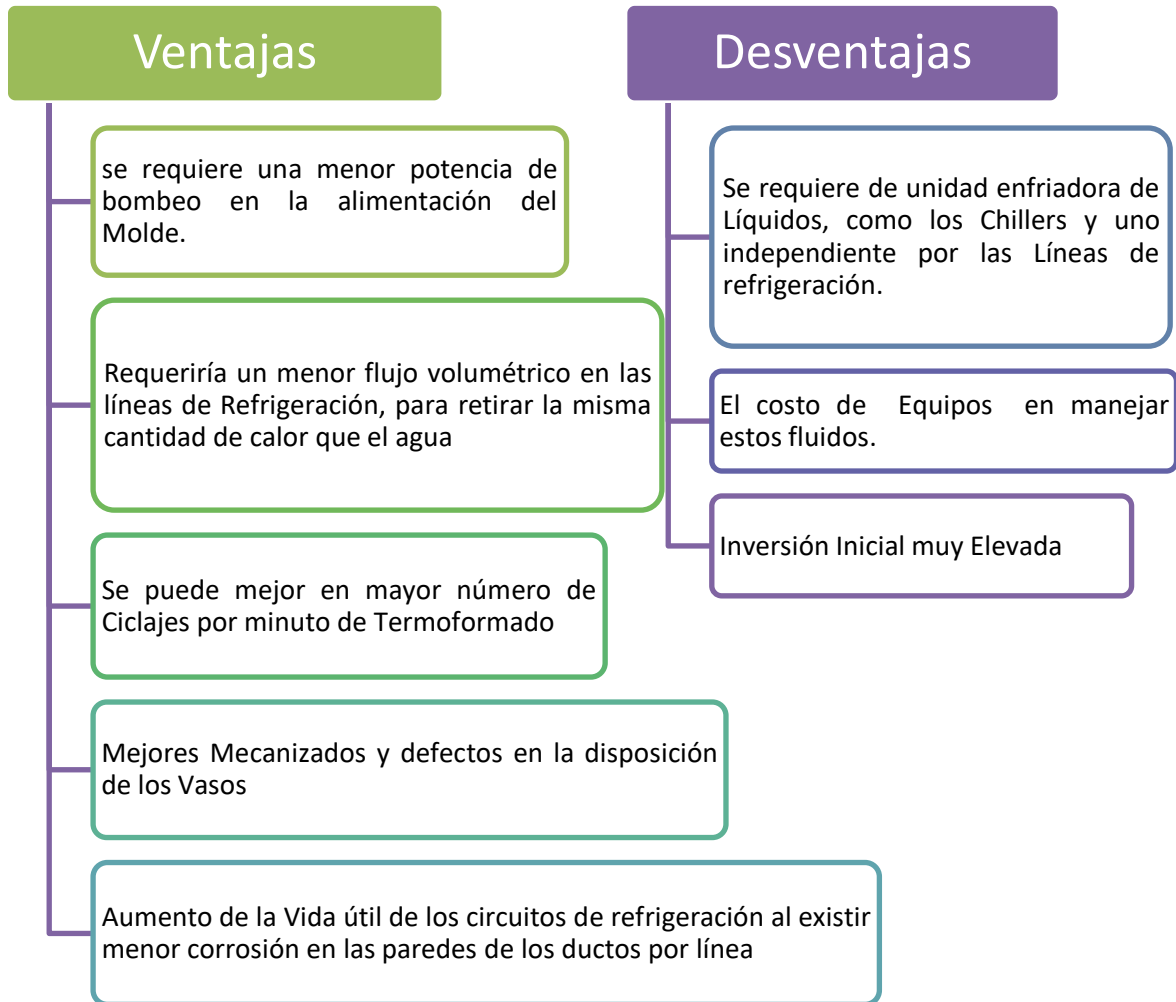 Ventajas
se requiere una menor potencia de
bombeo en la alimentación del
Molde.
Requeriría un menor flujo volumétrico en las
líneas de Refrigeración, para retirar la misma
cantidad de calor que el agua
Se puede mejor en mayor número de
Ciclajes por minuto de Termoformado
Mejores Mecanizados y defectos en la disposición
de los Vasos
Aumento de la Vida útil de los circuitos de refrigeración al existir
menor corrosión en las paredes de los ductos por línea
Desventajas
Se requiere de unidad enfriadora de
Líquidos, como los Chillers y uno
independiente por las Líneas de
refrigeración.
El costo de Equipos en manejar
estos fluidos.
Inversión Inicial muy Elevada